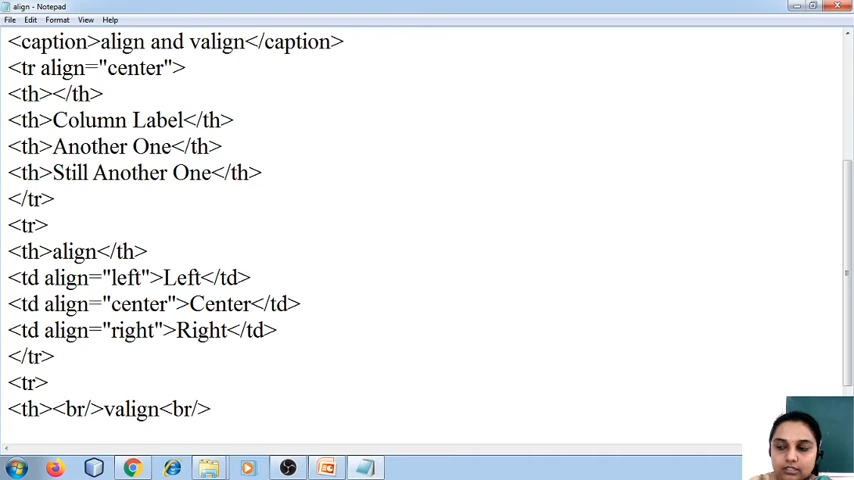 align - Notepad
File Edit Format View Help
<caption>align and valign</caption>
<tr align="center">
<th></th>
<th>Column Label</th>
<th>Another One</th>
<th>Still Another One</th>
</tr>
<tr>
<th>align</th>
<td align="left">Left</td>
<td align="center">Center</td>
<td align="right">Right</td>
</tr>
<tr>
<th><br/>valign<br/>